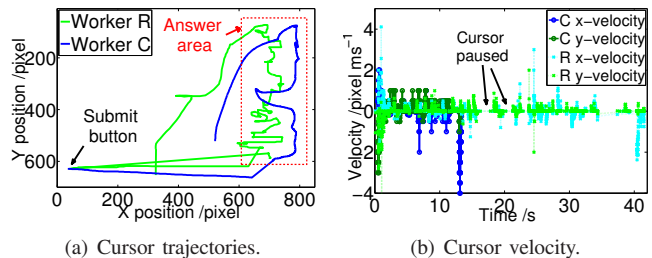 Worker R
Worker C
Answer
area
Submit
button
200
400
600
Y position /pixel
0
200
400
600
800
X position /pixel
(a) Cursor trajectories.
C x-velocity
C y-velocity
R x-velocity
R y-velocity
Cursor
paused
4
2
0
-2
-4
Velocity /pixel ms⁻¹
0
10
20
30
40
Time /s
(b) Cursor velocity.